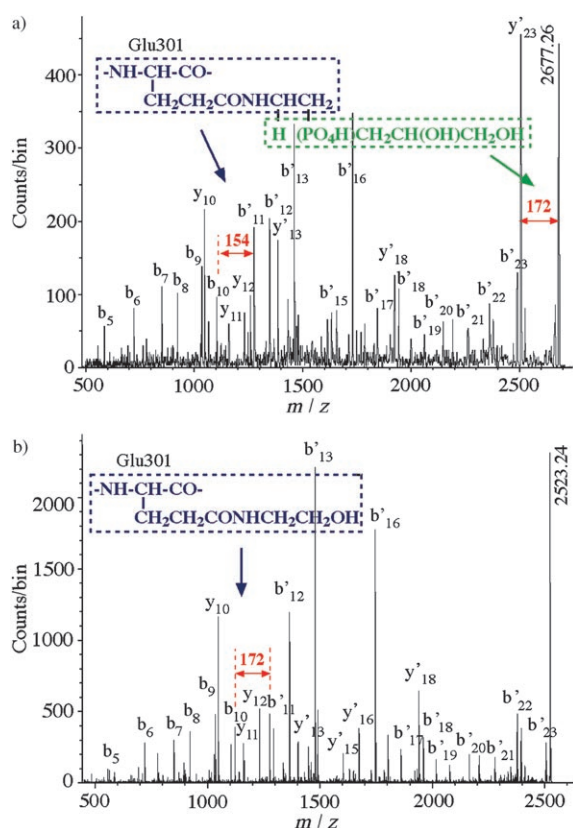 a)
Glu301
-NH-CH-CO-
CH₂CH₂CONHCHCH₂
H (PO₄H)CH₂CH(OH)CH₂OH
y'₂₃
2677.26
172
154
b₅
b₆
b₇
b₈
b₉
y₁₀
b₁₀
y₁₂
b'₁₁
b'₁₂
y'₁₃
b'₁₃
b'₁₅
b'₁₆
b'₁₇
y'₁₈
b'₁₈
b'₁₉
b'₂₀
b'₂₁
b'₂₂
b'₂₃
Counts/bin
400
300
200
100
0
500 1000 1500 2000 2500
m / z
b)
Glu301
-NH-CH-CO-
CH₂CH₂CONHCH₂CH₂OH
2523.24
172
b₅
b₆
b₇
b₈
b₉
y₁₀
b₁₀
y₁₁
y₁₂
b'₁₁
b'₁₂
y'₁₃
b'₁₃
y'₁₅
y'₁₆
b'₁₆
b'₁₇
y'₁₈
b'₁₈
b'₁₉
b'₂₀
b'₂₁
b'₂₂
b'₂₃
Counts/bin
2000
1500
1000
500
0
500 1000 1500 2000 2500
m / z